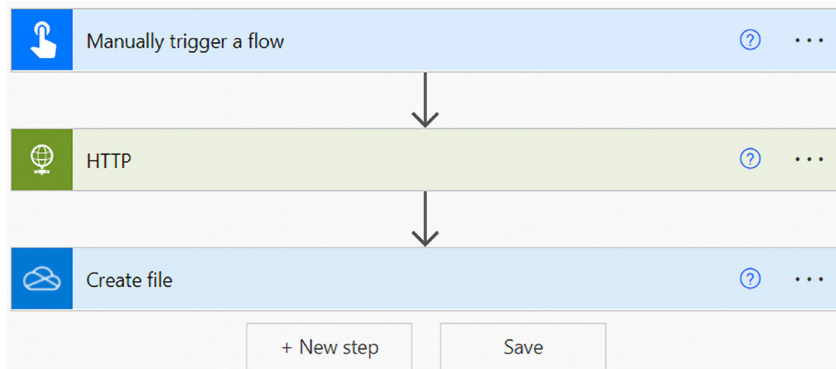 Manually trigger a flow
HTTP
Create file
+ New step
Save